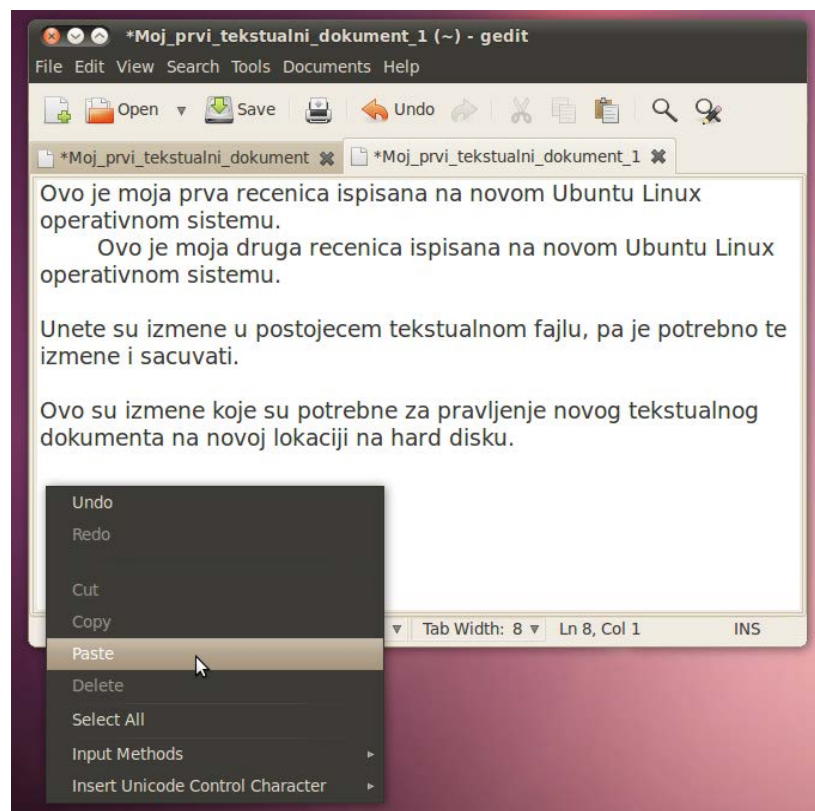 *Moj_prvi_tekstualni_dokument_1 (~) - gedit
File Edit View Search Tools Documents Help
Open Save Undo
*Moj_prvi_tekstualni_dokument *Moj_prvi_tekstualni_dokument_1
Ovo je moja prva recenica ispisana na novom Ubuntu Linux
operativnom sistemu.
Ovo je moja druga recenica ispisana na novom Ubuntu Linux
operativnom sistemu.
Unete su izmene u postojecem tekstualnom fajlu, pa je potrebno te
izmene i sacuvati.
Ovo su izmene koje su potrebne za pravljenje novog tekstualnog
dokumenta na novoj lokaciji na hard disku.
Undo
Redo
Cut
Copy
Tab Width: 8 Ln 8, Col 1 INS
Paste
Delete
Select All
Input Methods
Insert Unicode Control Character